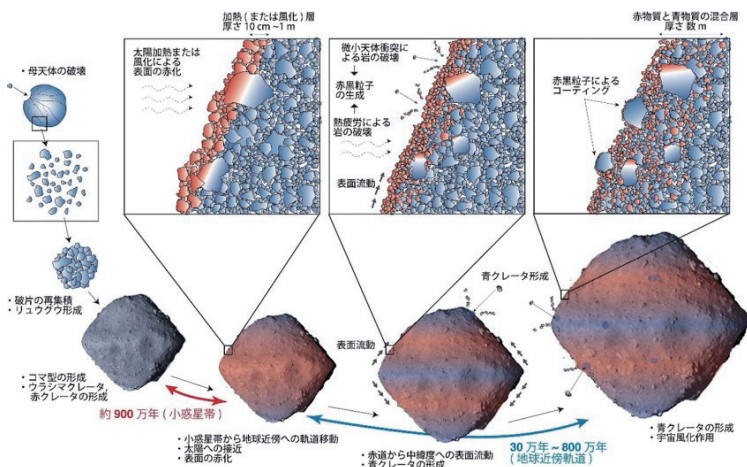 ・母天体の破壊
・破片の再集積
・リュウグウ形成
・コマ型の形成
・ウラシマクレータ,
赤クレータの形成
加熱(または風化)層
厚さ 10 cm ~1 m
太陽加熱または
風化による
表面の赤化
約 900 万年 ( 小惑星帯 )
・小惑星帯から地球近傍への軌道移動
・太陽への接近
・表面の赤化
微小天体衝突に
よる岩の破壊
赤黒粒子
の生成
熱疲労による
岩の破壊
表面流動
青クレータ形成
表面流動
・赤道から中緯度への表面流動
・青クレータの形成
赤物質と青物質の混合層
厚さ 数 m
赤黒粒子による
コーティング
30 万年 ~ 800 万年
( 地球近傍軌道 )
・青クレータの形成
・宇宙風化作用